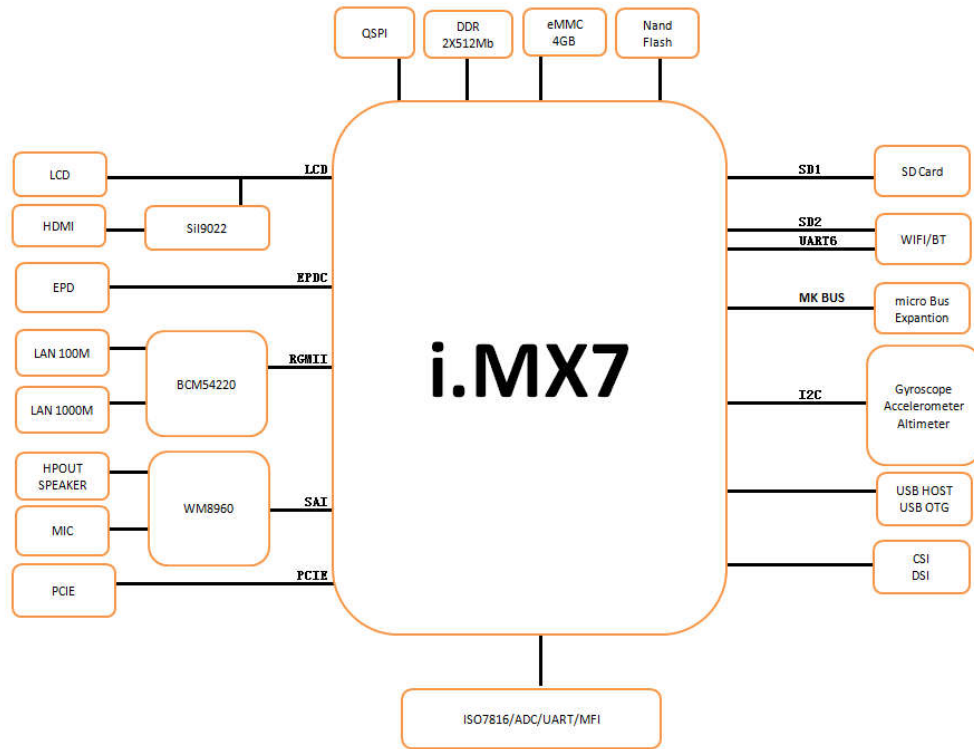 QSPI
DDR
2X512Mb
eMMC
4GB
Nand
Flash
LCD
LCD
HDMI
SiI9022
EPD
EPDC
LAN 100M
LAN 1000M
BCM54220
RGMII
HPOUT
SPEAKER
MIC
WM8960
SAI
PCIE
PCIE
i.MX7
SD1
SD Card
SD2
UART6
WIFI/BT
MK BUS
micro Bus
Expantion
I2C
Gyroscope
Accelerometer
Altimeter
USB HOST
USB OTG
CSI
DSI
ISO7816/ADC/UART/MFI